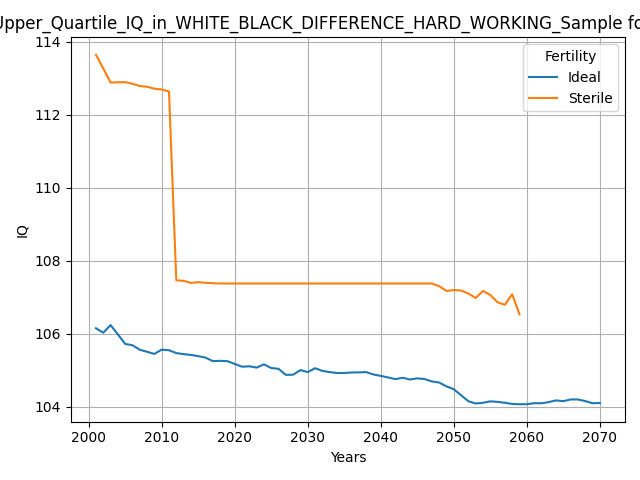 Upper_Quartile_IQ_in_WHITE_BLACK_DIFFERENCE_HARD_WORKING_Sample fo
114
112
110
108
106
104
IQ
Fertility
Ideal
Sterile
2000 2010 2020 2030 2040 2050 2060 2070
Years